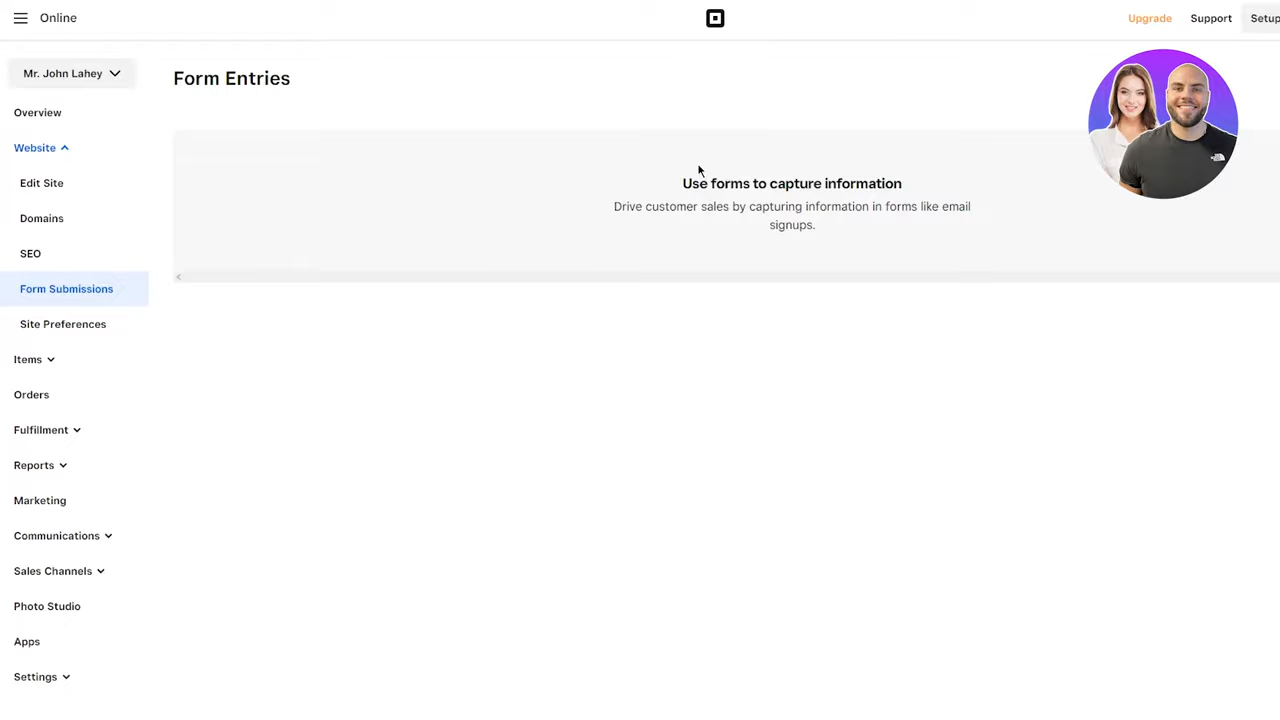 Online
Upgrade
Support
Setup
Mr. John Lahey
Form Entries
Overview
Website
Edit Site
Domains
SEO
Form Submissions
Site Preferences
Items
Orders
Fulfillment
Reports
Marketing
Communications
Sales Channels
Photo Studio
Apps
Settings
Use forms to capture information
Drive customer sales by capturing information in forms like email
signups.